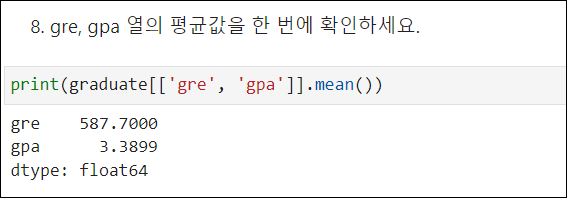 8. gre, gpa 열의 평균값을 한 번에 확인하세요.
print(graduate[['gre', 'gpa']].mean())
gre    587.7000
gpa      3.3899
dtype: float64